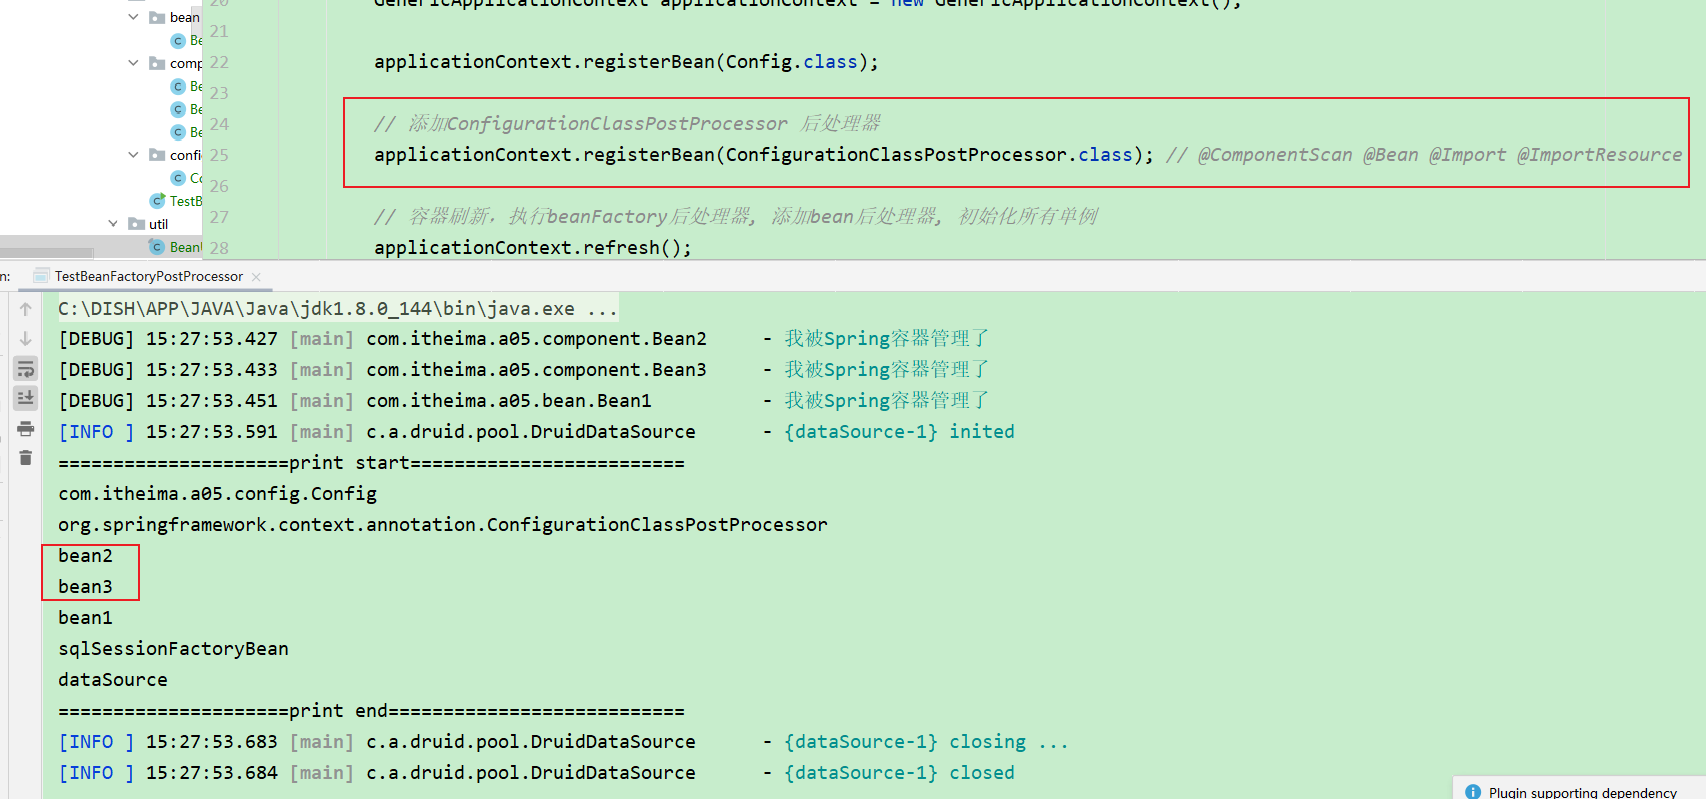 bean
20
GenericApplicationContext applicationContext = new GenericApplicationContext();
21
Be
comp
22
applicationContext.registerBean(Config.class);
Be
23
Be
24
// 添加ConfigurationClassPostProcessor 后处理器
Be
confi
25
applicationContext.registerBean(ConfigurationClassPostProcessor.class); // @ComponentScan @Bean @Import @ImportResource
Co
26
TestB
27
// 容器刷新, 执行beanFactory后处理器, 添加bean后处理器, 初始化所有单例
util
28
applicationContext.refresh();
Bean
n:
TestBeanFactoryPostProcessor
C:\DISH\APP\JAVA\Java\jdk1.8.0_144\bin\java.exe ...
[DEBUG] 15:27:53.427 [main] com.itheima.a05.component.Bean2 - 我被Spring容器管理了
[DEBUG] 15:27:53.433 [main] com.itheima.a05.component.Bean3 - 我被Spring容器管理了
[DEBUG] 15:27:53.451 [main] com.itheima.a05.bean.Bean1 - 我被Spring容器管理了
[INFO ] 15:27:53.591 [main] c.a.druid.pool.DruidDataSource - {dataSource-1} inited
=====================print start=========================
com.itheima.a05.config.Config
org.springframework.context.annotation.ConfigurationClassPostProcessor
bean2
bean3
bean1
sqlSessionFactoryBean
dataSource
=====================print end===========================
[INFO ] 15:27:53.683 [main] c.a.druid.pool.DruidDataSource - {dataSource-1} closing ...
[INFO ] 15:27:53.684 [main] c.a.druid.pool.DruidDataSource - {dataSource-1} closed
Plugin supporting dependency